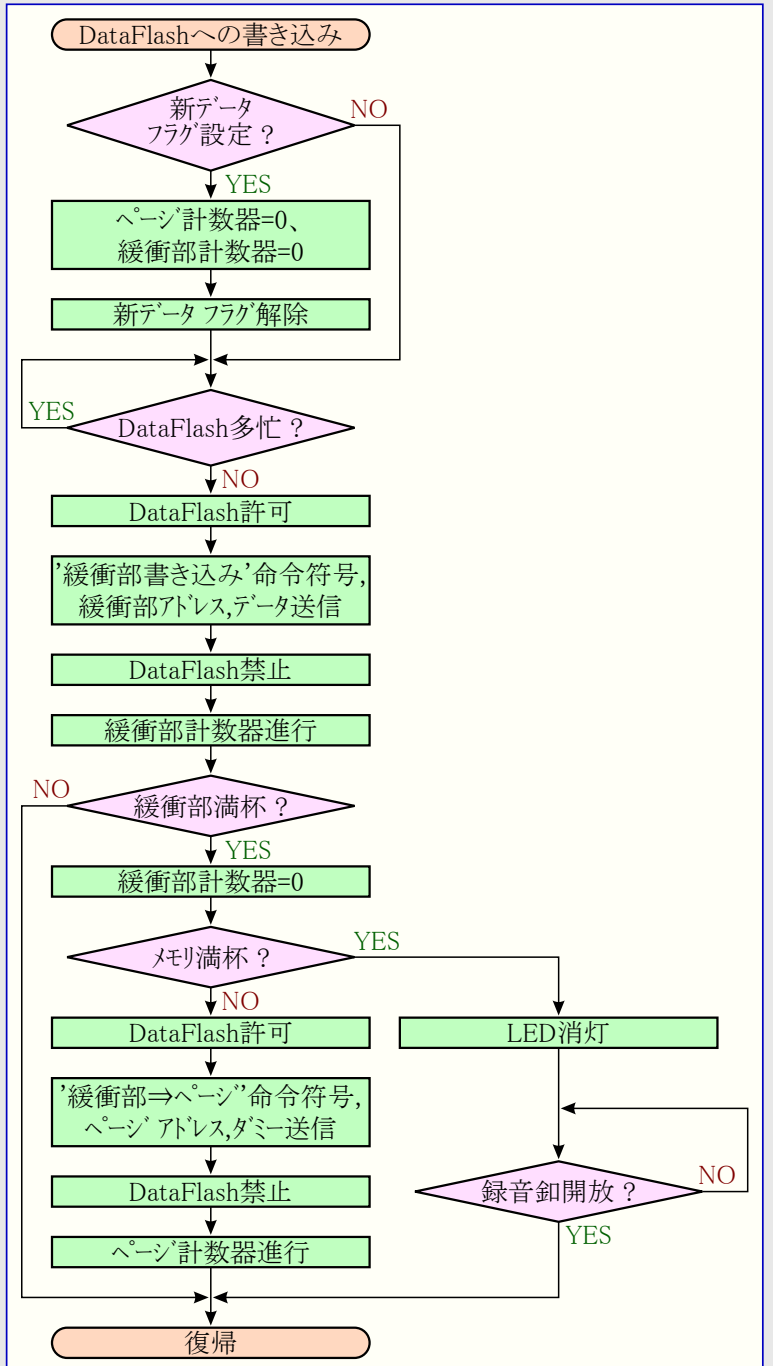 DataFlashへの書き込み
新ﾃﾞｰﾀ
ﾌﾗｸﾞ設定 ?
NO
YES
ﾍﾟｰｼﾞ計数器=0、
緩衝部計数器=0
新ﾃﾞｰﾀ ﾌﾗｸﾞ解除
YES
DataFlash多忙 ?
NO
DataFlash許可
’緩衝部書き込み’命令符号,
緩衝部ｱﾄﾞﾚｽ,ﾃﾞｰﾀ送信
DataFlash禁止
緩衝部計数器進行
NO
緩衝部満杯 ?
YES
緩衝部計数器=0
ﾒﾓﾘ満杯 ?
YES
NO
DataFlash許可
LED消灯
’緩衝部⇒ﾍﾟｰｼﾞ’命令符号,
ﾍﾟｰｼﾞ ｱﾄﾞﾚｽ,ﾀﾞﾐｰ送信
DataFlash禁止
録音釦開放 ?
NO
YES
ﾍﾟｰｼﾞ計数器進行
復帰